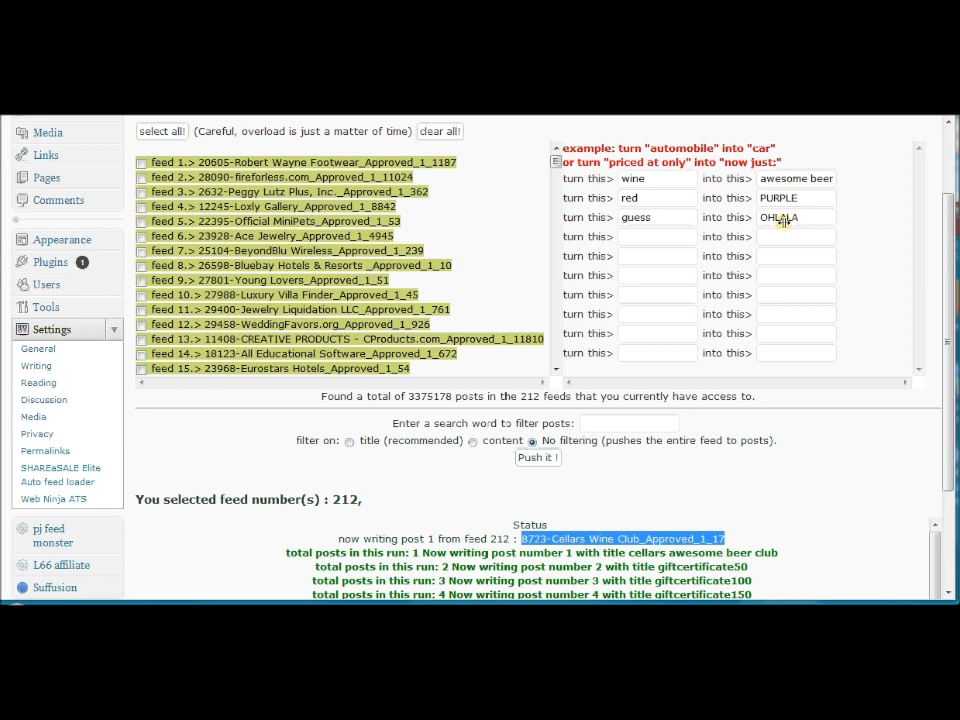 Media
Links
Pages
Comments
Appearance
Plugins 1
Users
Tools
Settings
General
Writing
Reading
Discussion
Media
Privacy
Permalinks
SHAREaSALE Elite
Auto feed loader
Web Ninja ATS
pj feed
monster
L66 affiliate
Suffusion
select all! (Careful, overload is just a matter of time) clear all!
feed 1.> 20605-Robert Wayne Footwear_Approved_1_1187
feed 2.> 28090-fireforless.com_Approved_1_11024
feed 3.> 2632-Peggy Lutz Plus, Inc._Approved_1_362
feed 4.> 12245-Loxly Gallery_Approved_1_8842
feed 5.> 22395-Official MiniPets_Approved_1_53
feed 6.> 23928-Ace Jewelry_Approved_1_4945
feed 7.> 25104-BeyondBlu Wireless_Approved_1_239
feed 8.> 26598-Bluebay Hotels & Resorts _Approved_1_10
feed 9.> 27801-Young Lovers_Approved_1_51
feed 10.> 27988-Luxury Villa Finder_Approved_1_45
feed 11.> 29400-Jewelry Liquidation LLC_Approved_1_761
feed 12.> 29458-WeddingFavors.org_Approved_1_926
feed 13.> 11408-CREATIVE PRODUCTS - CProducts.com_Approved_1_11810
feed 14.> 18123-All Educational Software_Approved_1_672
feed 15.> 23968-Eurostars Hotels_Approved_1_54
example: turn "automobile" into "car"
or turn "priced at only" into "now just:"
turn this> wine into this> awesome beer
turn this> red into this> PURPLE
turn this> guess into this> OHLALA
turn this> into this>
turn this> into this>
turn this> into this>
turn this> into this>
turn this> into this>
turn this> into this>
turn this> into this>
Found a total of 3375178 posts in the 212 feeds that you currently have access to.
Enter a search word to filter posts:
filter on: title (recommended) content No filtering (pushes the entire feed to posts).
Push it !
You selected feed number(s) : 212,
Status
now writing post 1 from feed 212 : 8723-Cellars Wine Club_Approved_1_17
total posts in this run: 1 Now writing post number 1 with title cellars awesome beer club
total posts in this run: 2 Now writing post number 2 with title giftcertificate50
total posts in this run: 3 Now writing post number 3 with title giftcertificate100
total posts in this run: 4 Now writing post number 4 with title giftcertificate150